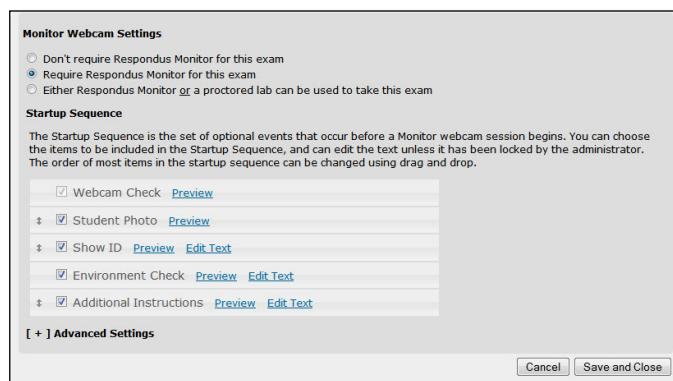 Monitor Webcam Settings
Don't require Respondus Monitor for this exam
Require Respondus Monitor for this exam
Either Respondus Monitor or a proctored lab can be used to take this exam
Startup Sequence
The Startup Sequence is the set of optional events that occur before a Monitor webcam session begins. You can choose
the items to be included in the Startup Sequence, and can edit the text unless it has been locked by the administrator.
The order of most items in the startup sequence can be changed using drag and drop.
Webcam Check Preview
Student Photo Preview
Show ID Preview Edit Text
Environment Check Preview Edit Text
Additional Instructions Preview Edit Text
[ + ] Advanced Settings
Cancel Save and Close